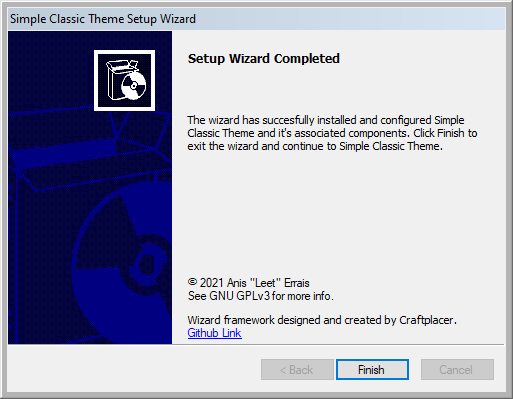 Simple Classic Theme Setup Wizard
Setup Wizard Completed
The wizard has succesfully installed and configured Simple
Classic Theme and it's associated components. Click Finish to
exit the wizard and continue to Simple Classic Theme.
© 2021 Anis "Leet" Errais
See GNU GPLv3 for more info.
Wizard framework designed and created by Craftplacer.
Github Link
< Back
Finish
Cancel